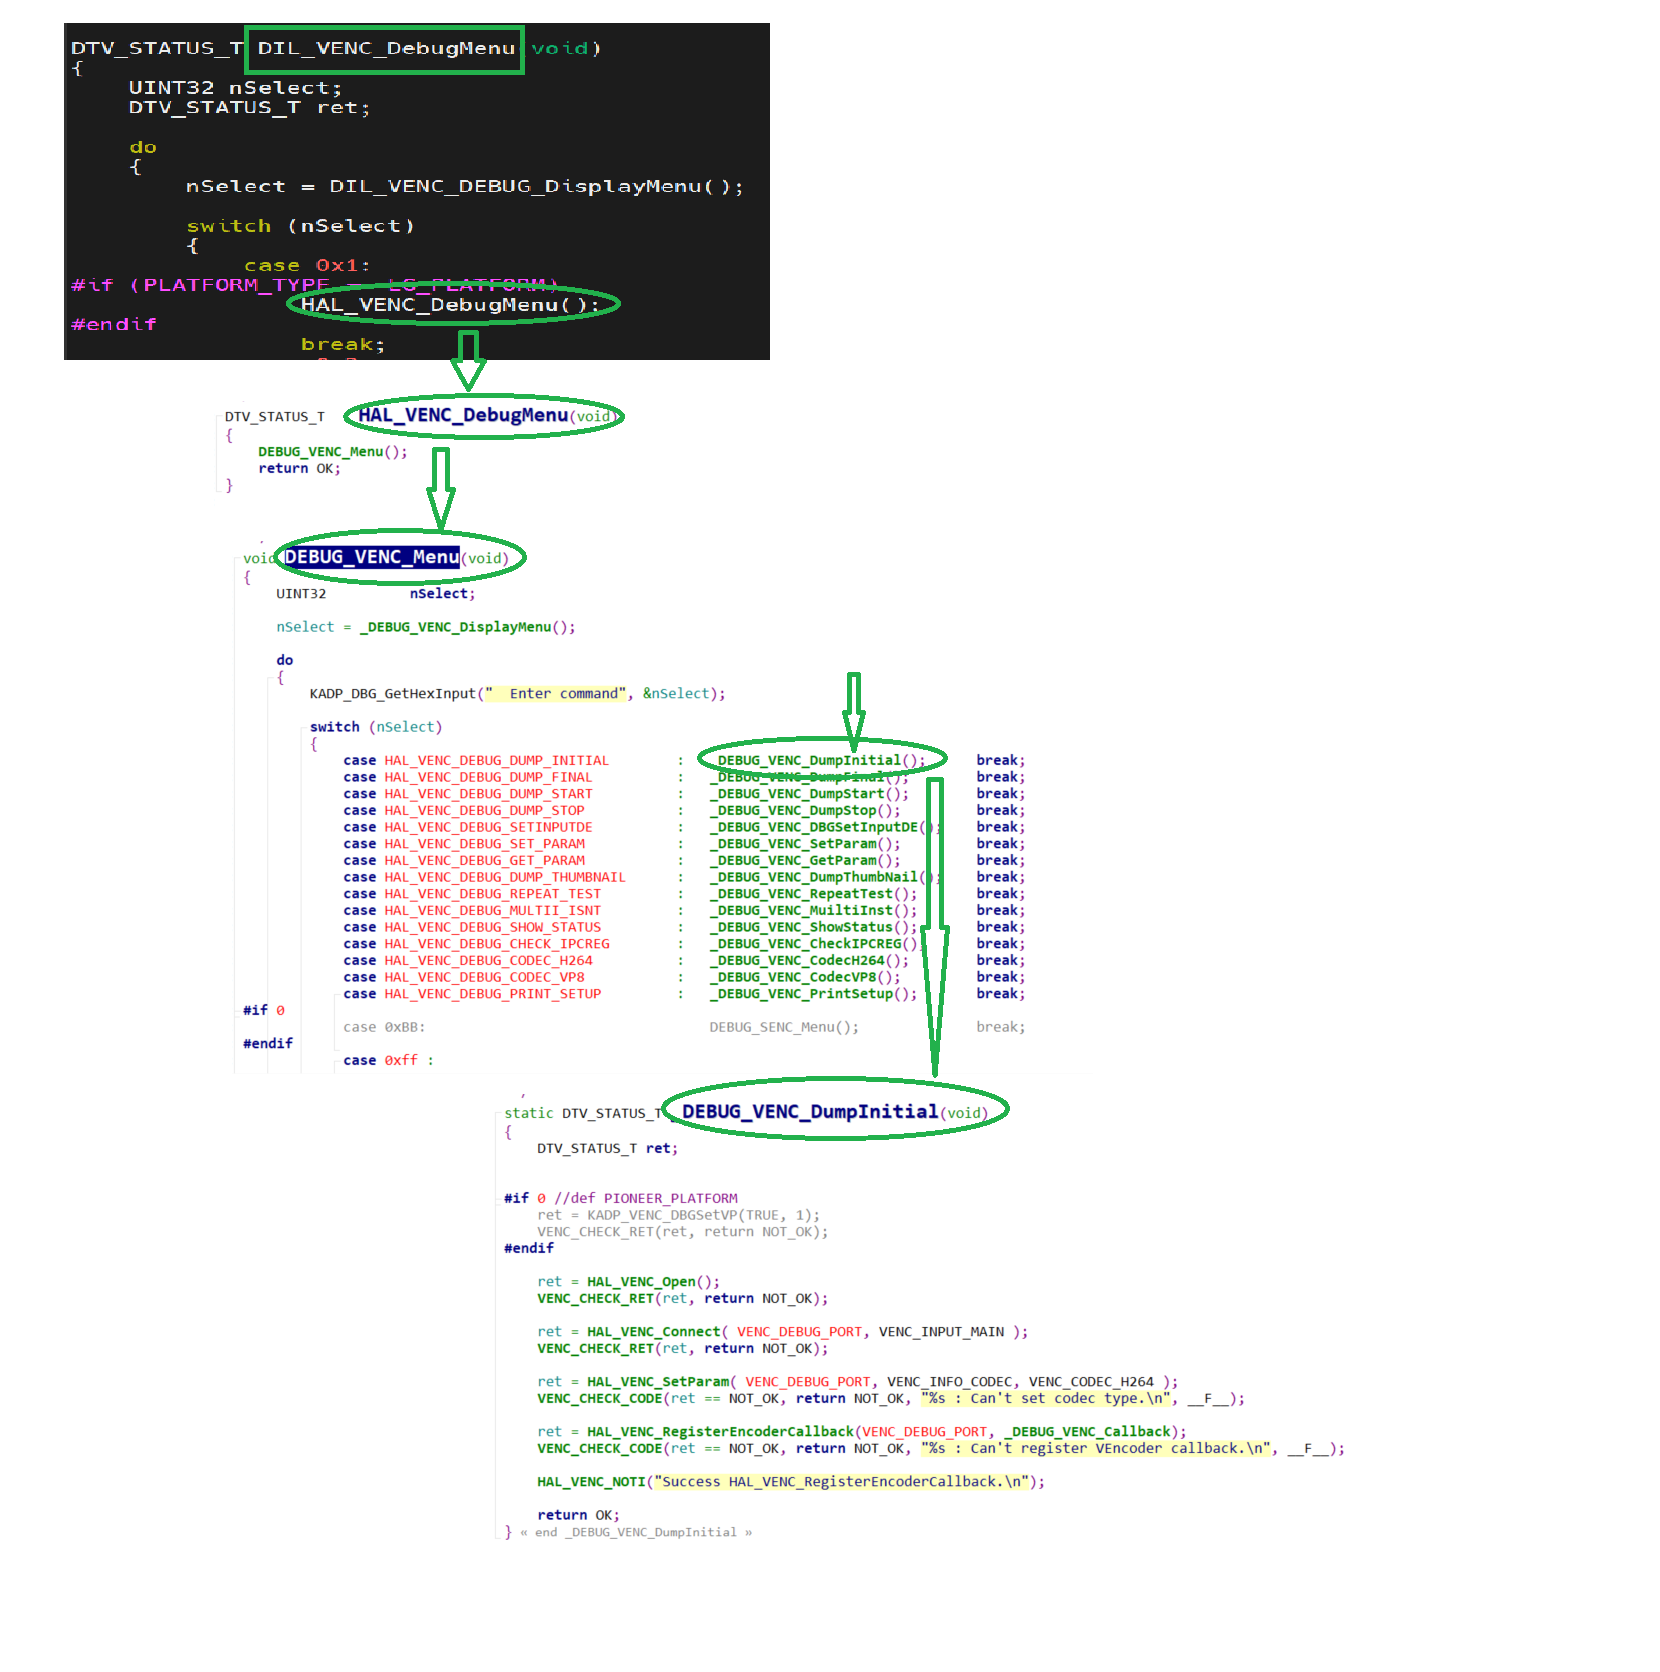 DTV_STATUS_T DIL_VENC_DebugMenu(void)
{
UINT32 nSelect;
DTV_STATUS_T ret;
do
{
nSelect = DIL_VENC_DEBUG_DisplayMenu();
switch (nSelect)
{
case 0x1:
#if (PLATFORM_TYPE == LG_PLATFORM)
HAL_VENC_DebugMenu();
#endif
break;
DTV_STATUS_T HAL_VENC_DebugMenu(void)
{
DEBUG_VENC_Menu();
return OK;
}
void DEBUG_VENC_Menu(void)
{
UINT32 nSelect;
nSelect = _DEBUG_VENC_DisplayMenu();
do
{
KADP_DBG_GetHexInput("  Enter command", &nSelect);
switch (nSelect)
{
case HAL_VENC_DEBUG_DUMP_INITIAL : _DEBUG_VENC_DumpInitial(); break;
case HAL_VENC_DEBUG_DUMP_FINAL : _DEBUG_VENC_DumpFinal(); break;
case HAL_VENC_DEBUG_DUMP_START : _DEBUG_VENC_DumpStart(); break;
case HAL_VENC_DEBUG_DUMP_STOP : _DEBUG_VENC_DumpStop(); break;
case HAL_VENC_DEBUG_SETINPUTDE : _DEBUG_VENC_DBGSetInputDE(); break;
case HAL_VENC_DEBUG_SET_PARAM : _DEBUG_VENC_SetParam(); break;
case HAL_VENC_DEBUG_GET_PARAM : _DEBUG_VENC_GetParam(); break;
case HAL_VENC_DEBUG_DUMP_THUMBNAIL : _DEBUG_VENC_DumpThumbNail(); break;
case HAL_VENC_DEBUG_REPEAT_TEST : _DEBUG_VENC_RepeatTest(); break;
case HAL_VENC_DEBUG_MULTII_ISNT : _DEBUG_VENC_MuiltiInst(); break;
case HAL_VENC_DEBUG_SHOW_STATUS : _DEBUG_VENC_ShowStatus(); break;
case HAL_VENC_DEBUG_CHECK_IPCREG : _DEBUG_VENC_CheckIPCREG(); break;
case HAL_VENC_DEBUG_CODEC_H264 : _DEBUG_VENC_CodecH264(); break;
case HAL_VENC_DEBUG_CODEC_VP8 : _DEBUG_VENC_CodecVP8(); break;
case HAL_VENC_DEBUG_PRINT_SETUP : _DEBUG_VENC_PrintSetup(); break;
#if 0
case 0xBB: DEBUG_SENC_Menu(); break;
#endif
case 0xff :
static DTV_STATUS_T _DEBUG_VENC_DumpInitial(void)
{
DTV_STATUS_T ret;
#if 0 //def PIONEER_PLATFORM
ret = KADP_VENC_DBGSetVP(TRUE, 1);
VENC_CHECK_RET(ret, return NOT_OK);
#endif
ret = HAL_VENC_Open();
VENC_CHECK_RET(ret, return NOT_OK);
ret = HAL_VENC_Connect( VENC_DEBUG_PORT, VENC_INPUT_MAIN );
VENC_CHECK_RET(ret, return NOT_OK);
ret = HAL_VENC_SetParam( VENC_DEBUG_PORT, VENC_INFO_CODEC, VENC_CODEC_H264 );
VENC_CHECK_CODE(ret == NOT_OK, return NOT_OK, "%s : Can't set codec type.\n", __F__);
ret = HAL_VENC_RegisterEncoderCallback(VENC_DEBUG_PORT, _DEBUG_VENC_Callback);
VENC_CHECK_CODE(ret == NOT_OK, return NOT_OK, "%s : Can't register VEncoder callback.\n", __F__);
HAL_VENC_NOTI("Success HAL_VENC_RegisterEncoderCallback.\n");
return OK;
} « end _DEBUG_VENC_DumpInitial »